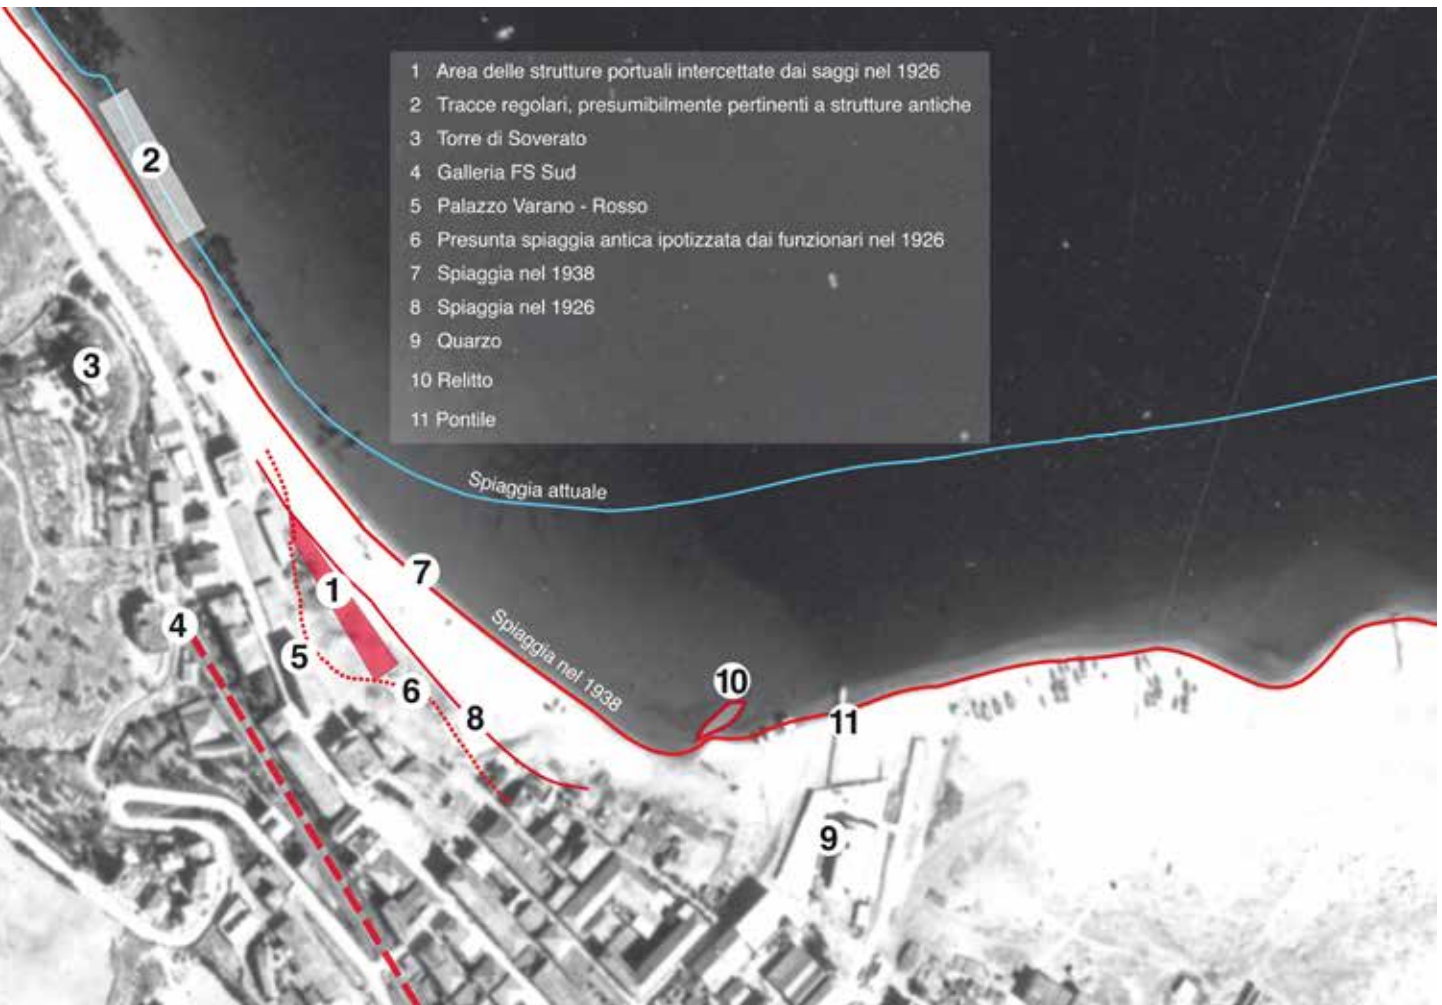 1 Area delle strutture portuali intercettate dai saggi nel 1926
2 Tracce regolari, presumibilmente pertinenti a strutture antiche
3 Torre di Soverato
4 Galleria FS Sud
5 Palazzo Varano - Rosso
6 Presunta spiaggia antica ipotizzata dai funzionari nel 1926
7 Spiaggia nel 1938
8 Spiaggia nel 1926
9 Quarzo
10 Relitto
11 Pontile
2
3
Spiaggia attuale
7
1
4
Spiaggia nel 1938
5
6
10
8
11
9